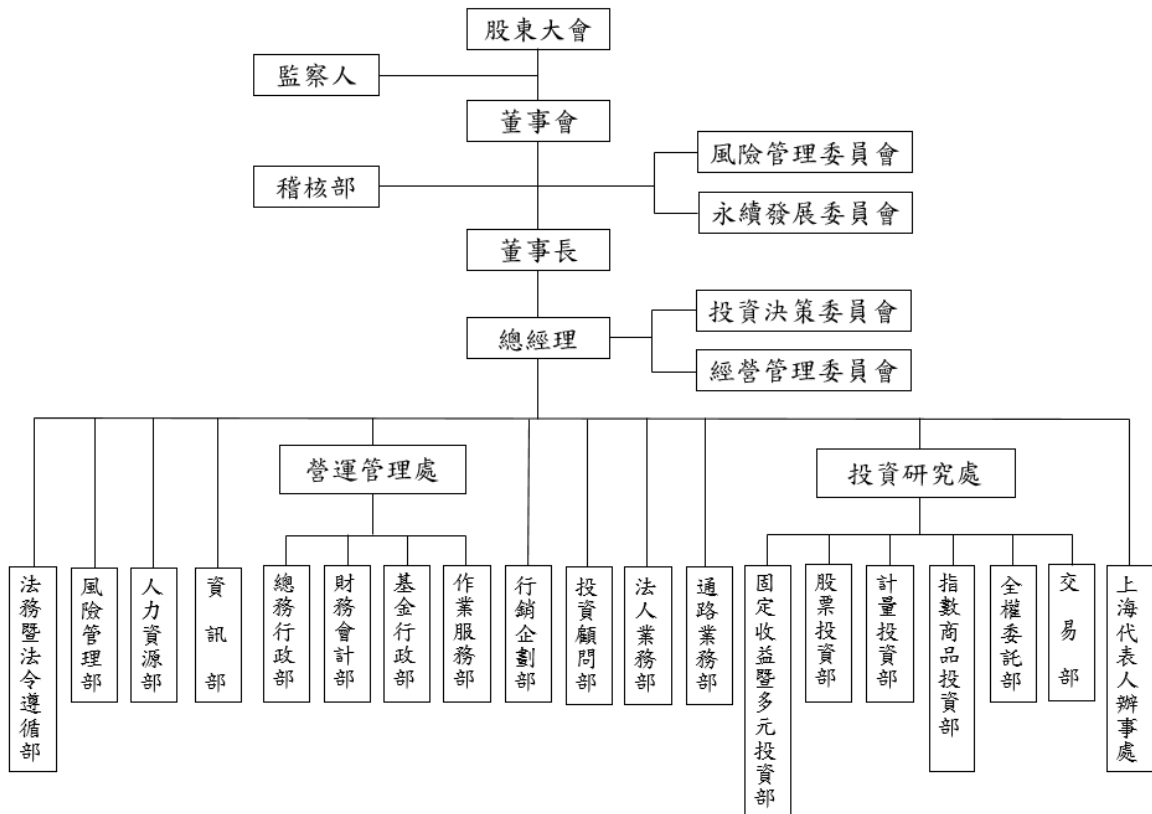 股東大會
監察人
董事會
風險管理委員會
稽核部
永續發展委員會
董事長
投資決策委員會
總經理
經營管理委員會
營運管理處
投資研究處
法務暨法令遵循部
風險管理部
人力資源部
資訊部
總務行政部
財務會計部
基金行政部
作業服務部
行銷企劃部
投資顧問部
法人業務部
通路業務部
固定收益暨多元投資部
股票投資部
計量投資部
指數商品投資部
全權委託部
交易部
上海代表人辦事處